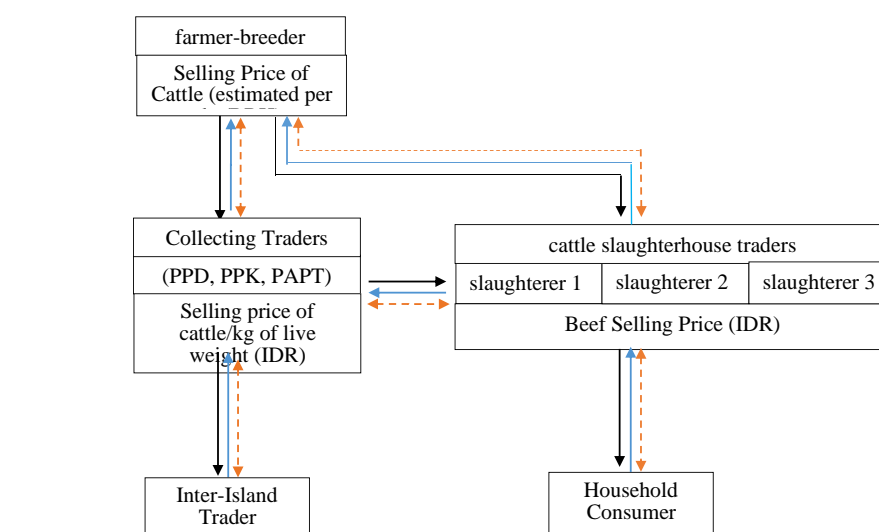 farmer-breeder
Selling Price of
Cattle (estimated per
Collecting Traders
(PPD, PPK, PAPT)
Selling price of
cattle/kg of live
weight (IDR)
cattle slaughterhouse traders
slaughterer 1
slaughterer 2
slaughterer 3
Beef Selling Price (IDR)
Inter-Island
Trader
Household
Consumer